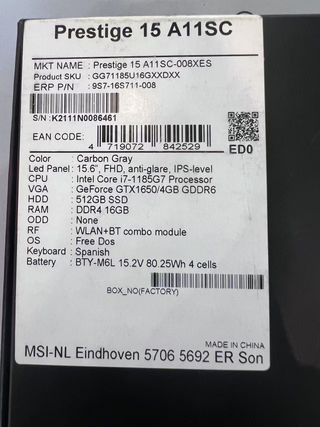 Prestige 15 A11SC
MKT NAME : Prestige 15 A11SC-008XES
Product SKU : GG71185U16GXXDXX
ERP P/N : 9S7-16S711-008
S/N : K2111N0086461
EAN CODE:
4 719072 842529 ED0
Color : Carbon Gray
Led Panel : 15.6", FHD, anti-glare, IPS-level
CPU : Intel Core i7-1185G7 Processor
VGA : GeForce GTX1650/4GB GDDR6
HDD : 512GB SSD
RAM : DDR4 16GB
ODD : None
RF : WLAN+BT combo module
OS : Free Dos
Keyboard : Spanish
Battery : BTY-M6L 15.2V 80.25Wh 4 cells
BOX_NO(FACTORY)
MADE IN CHINA
MSI-NL Eindhoven 5706 5692 ER Son